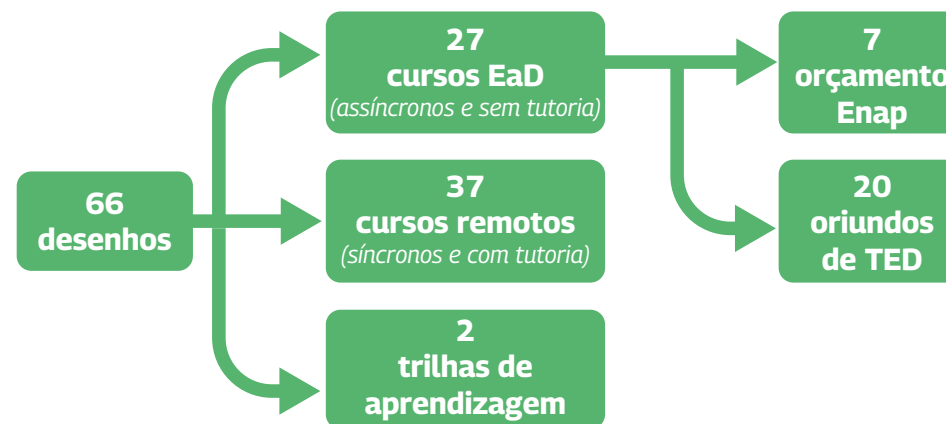 27
cursos EaD
(assíncronos e sem tutoria)
7
orçamento
Enap
66
desenhos
37
cursos remotos
(síncronos e com tutoria)
20
oriundos
de TED
2
trilhas de
aprendizagem